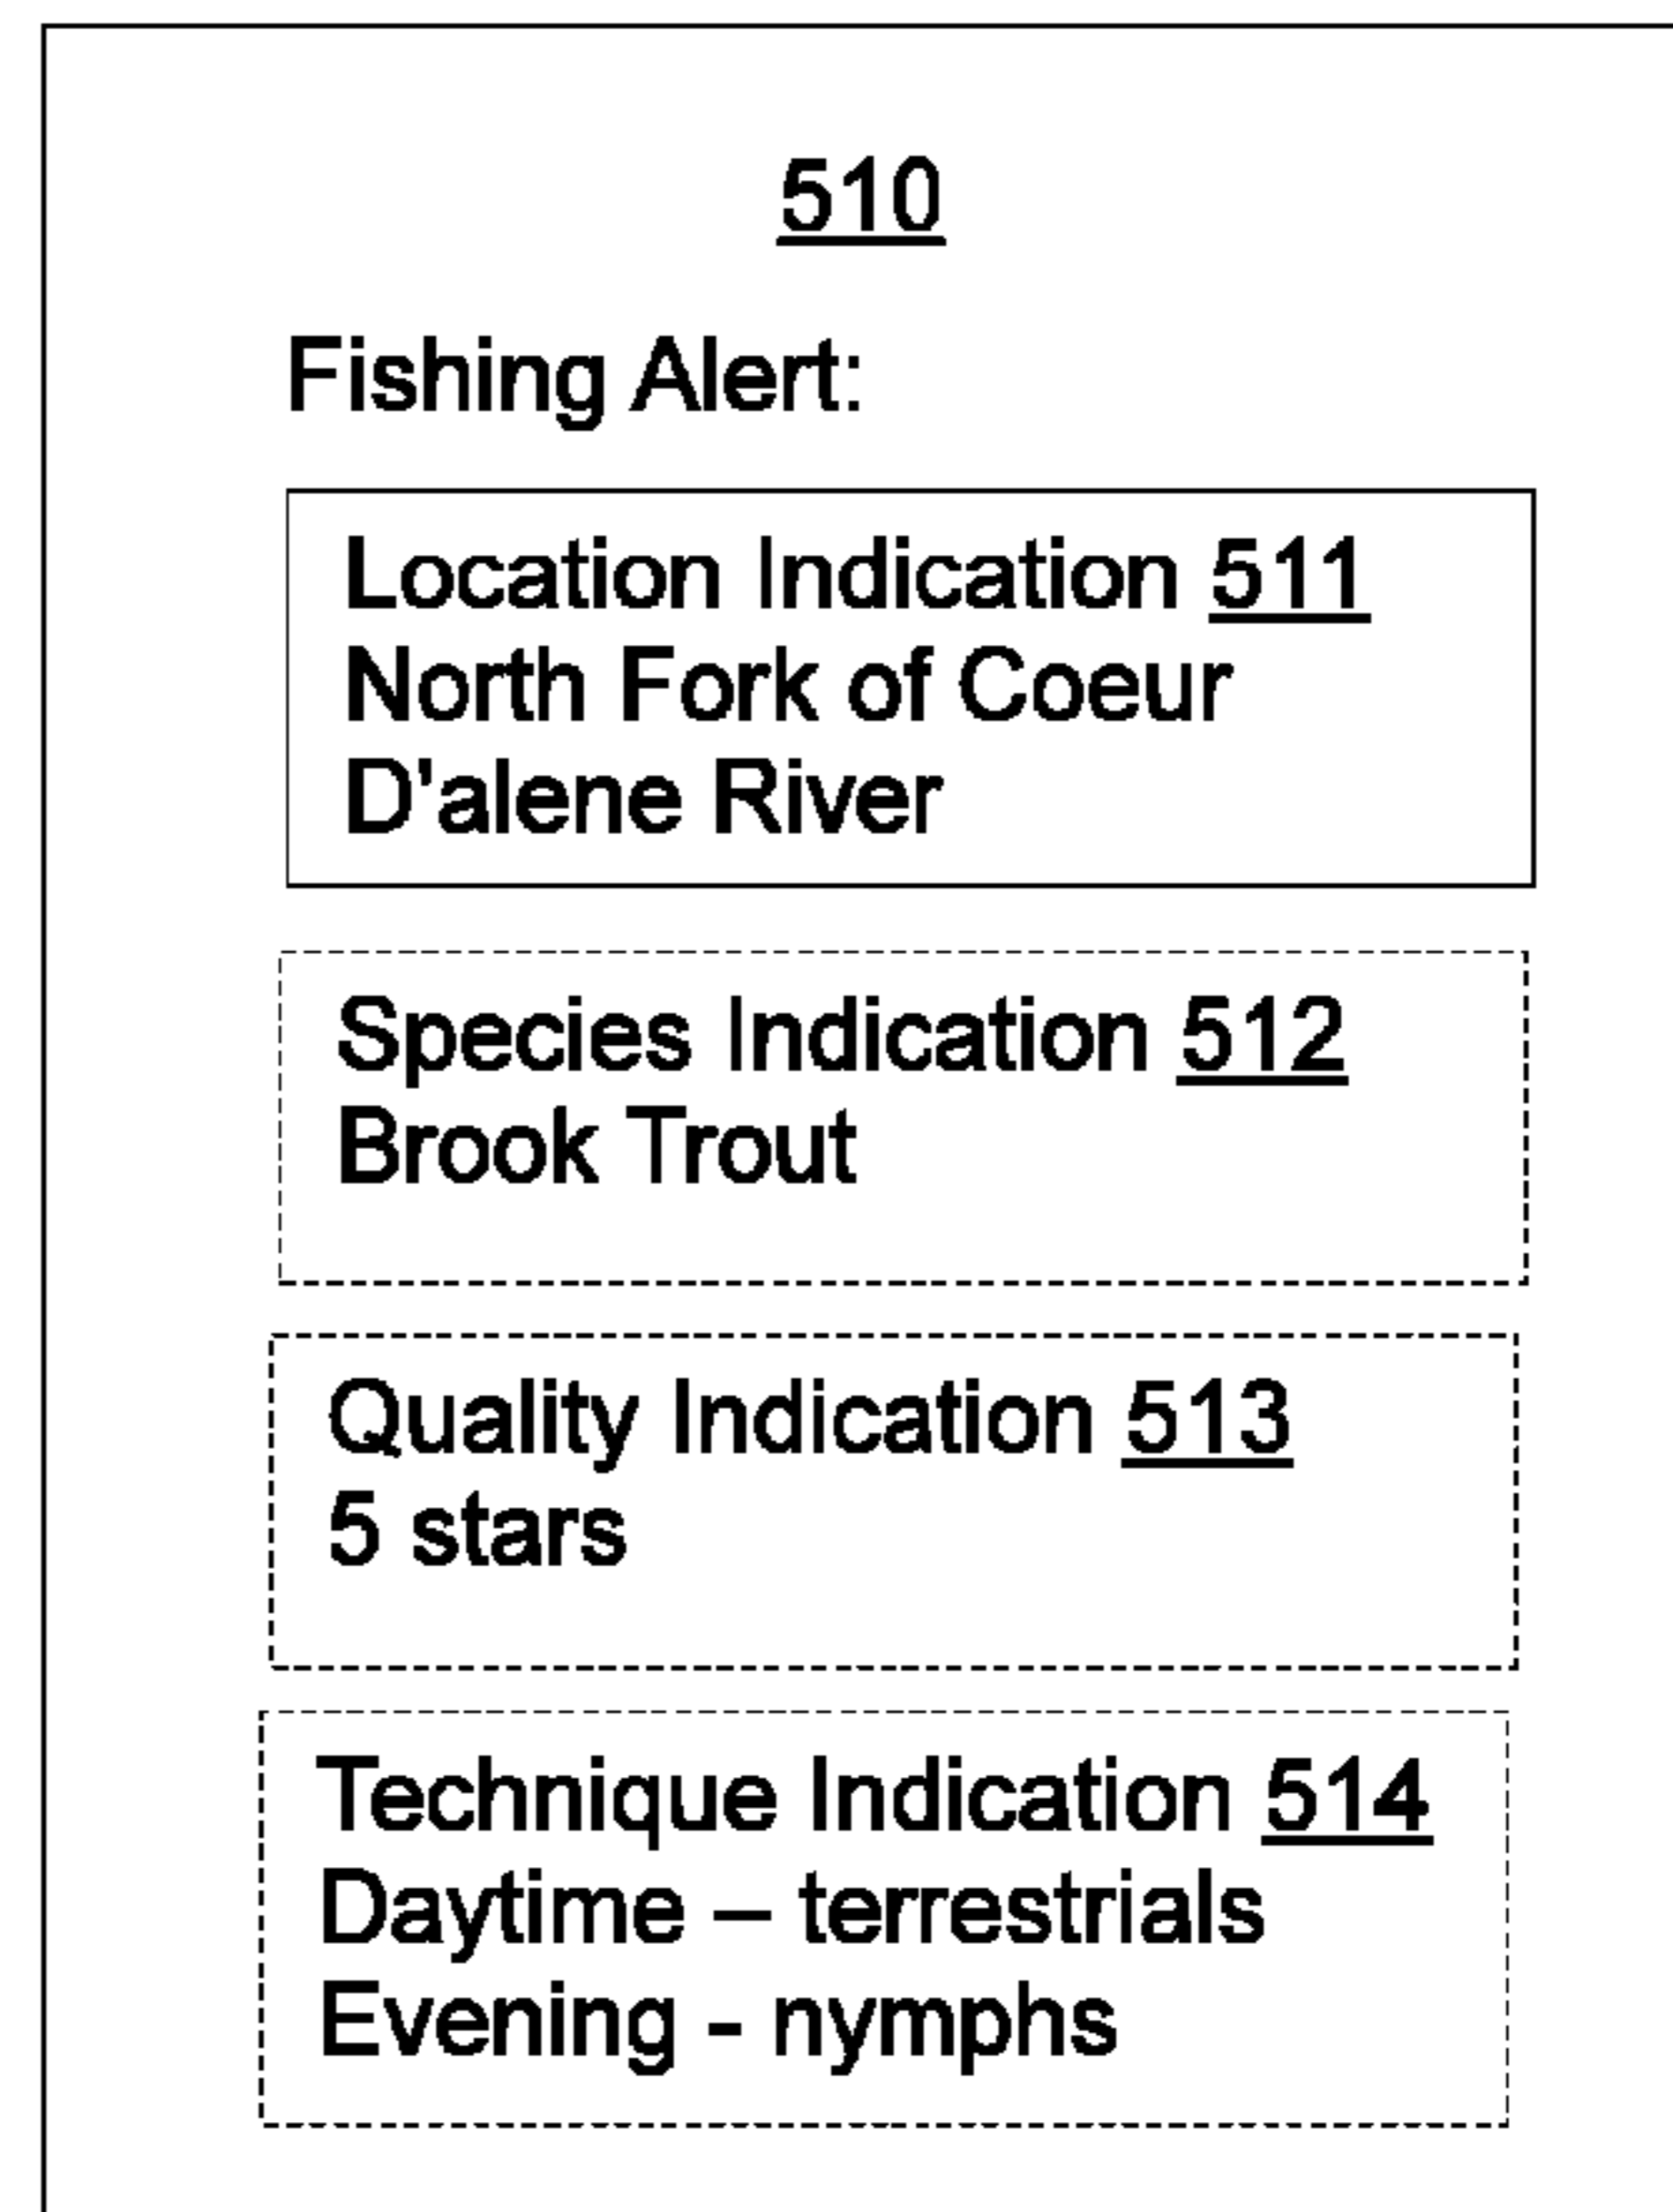 510
Fishing Alert:
Location Indication 511
North Fork of Coeur
D'alene River
Species Indication 512
Brook Trout
Quality Indication 513
5 stars
Technique Indication 514
Daytime – terrestrials
Evening - nymphs